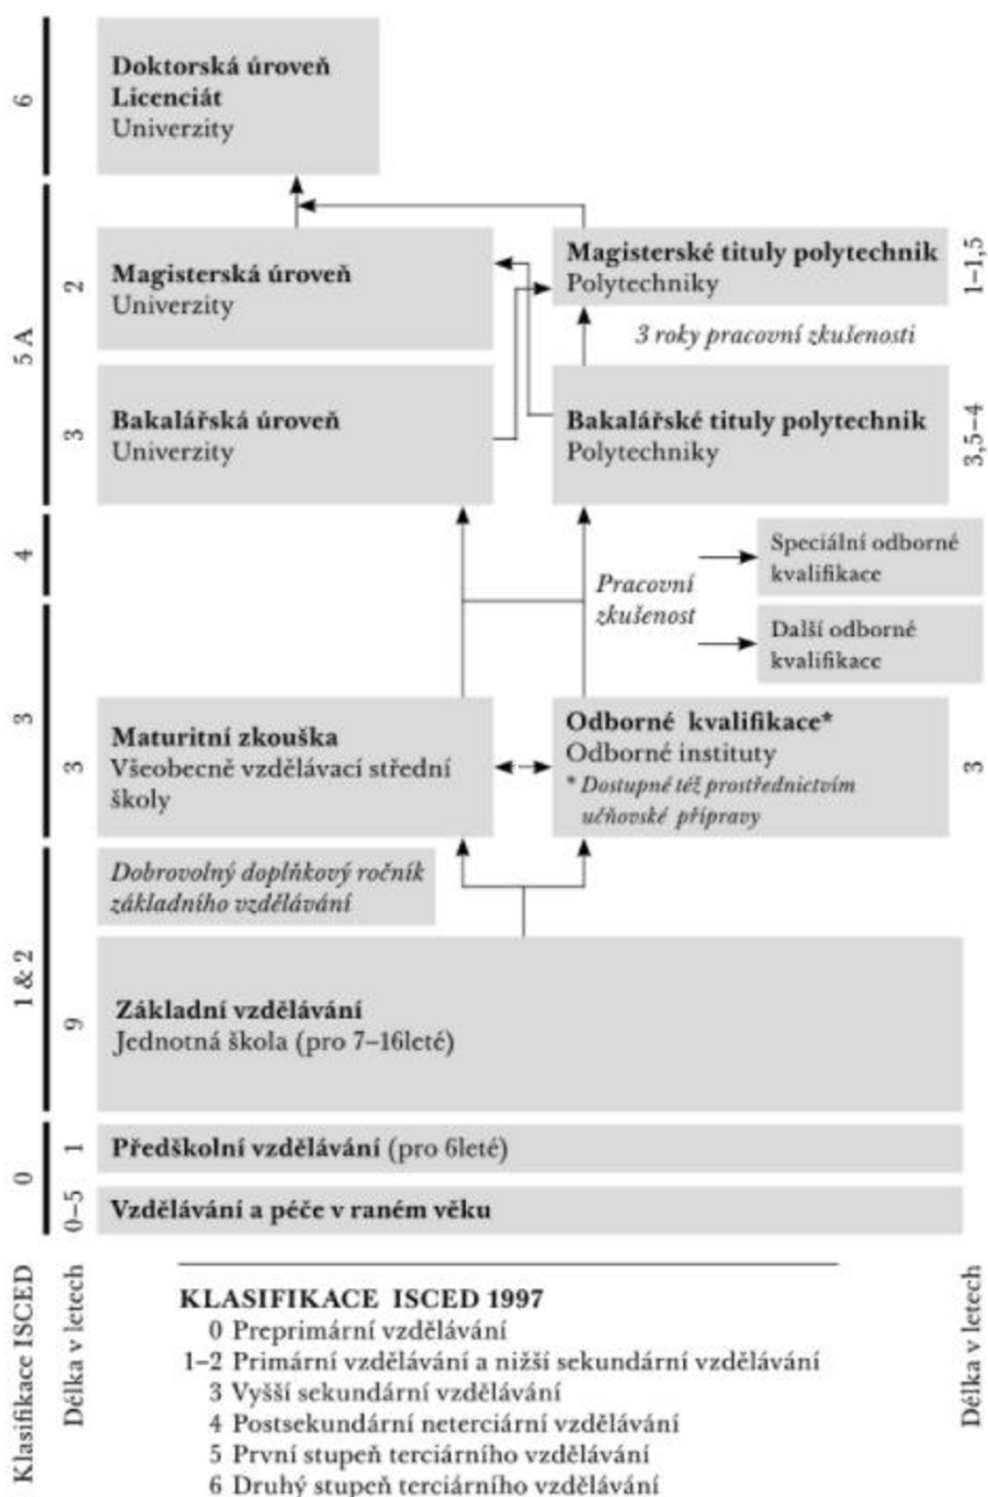 6
Doktorská úroveň
Licenciát
Univerzity
5 A
2
Magisterská úroveň
Univerzity
Magisterské tituly polytechnik
Polytechniky
1–1,5
3 roky pracovní zkušenosti
3
Bakalářská úroveň
Univerzity
Bakalářské tituly polytechnik
Polytechniky
3,5–4
4
Pracovní
zkušenost
Speciální odborné
kvalifikace
Další odborné
kvalifikace
3
3
Maturitní zkouška
Všeobecně vzdělávací střední
školy
Odborné kvalifikace*
Odborné instituty
* Dostupné též prostřednictvím
učňovské přípravy
3
Dobrovolný doplňkový ročník
základního vzdělávání
1 & 2
9
Základní vzdělávání
Jednotná škola (pro 7–16leté)
0
1
Předškolní vzdělávání (pro 6leté)
0–5
Vzdělávání a péče v raném věku
Klasifikace ISCED
Délka v letech
KLASIFIKACE ISCED 1997
0 Preprimární vzdělávání
1–2 Primární vzdělávání a nižší sekundární vzdělávání
3 Vyšší sekundární vzdělávání
4 Postsekundární neterciární vzdělávání
5 První stupeň terciárního vzdělávání
6 Druhý stupeň terciárního vzdělávání
Délka v letech